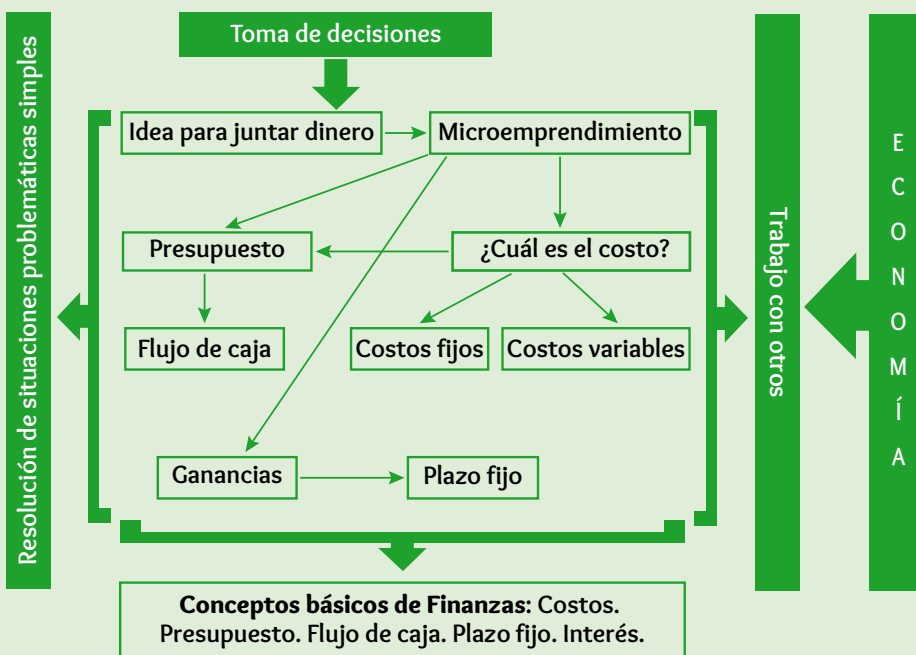 Resolución de situaciones problemáticas simples
Toma de decisiones
Idea para juntar dinero
Microemprendimiento
Presupuesto
¿Cuál es el costo?
Flujo de caja
Costos fijos
Costos variables
Ganancias
Plazo fijo
Trabajo con otros
ECONOMÍA
Conceptos básicos de Finanzas: Costos.
Presupuesto. Flujo de caja. Plazo fijo. Interés.